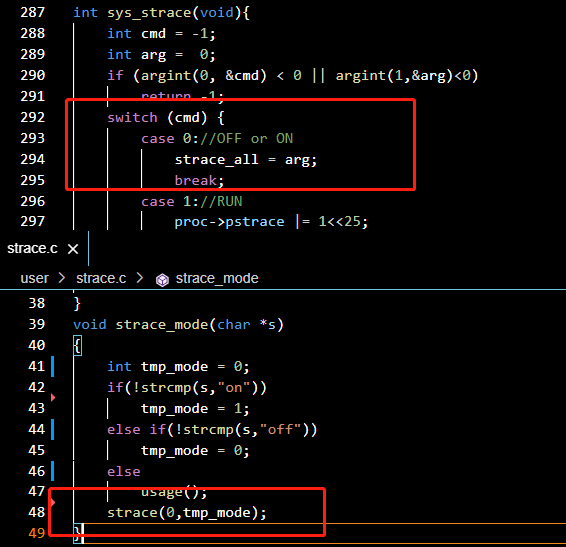 287 int sys_strace(void){
288 int cmd = -1;
289 int arg =  0;
290 if (argint(0, &cmd) < 0 || argint(1,&arg)<0)
291 return -1;
292 switch (cmd) {
293 case 0://OFF or ON
294 strace_all = arg;
295 break;
296 case 1://RUN
297 proc->pstrace |= 1<<25;
strace.c ×
user > strace.c > strace_mode
38 }
39 void strace_mode(char *s)
40 {
41 int tmp_mode = 0;
42 if(!strcmp(s,"on"))
43 tmp_mode = 1;
44 else if(!strcmp(s,"off"))
45 tmp_mode = 0;
46 else
47 usage();
48 strace(0,tmp_mode);
49 }